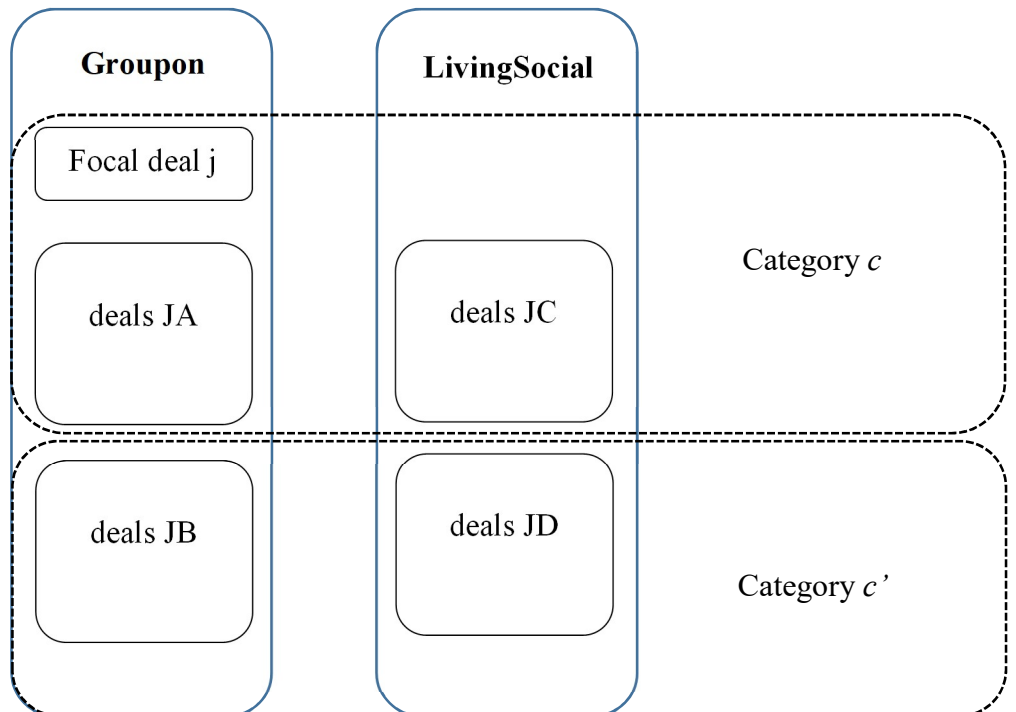 Groupon
LivingSocial
Focal deal j
deals JA
deals JC
Category c
deals JB
deals JD
Category c’